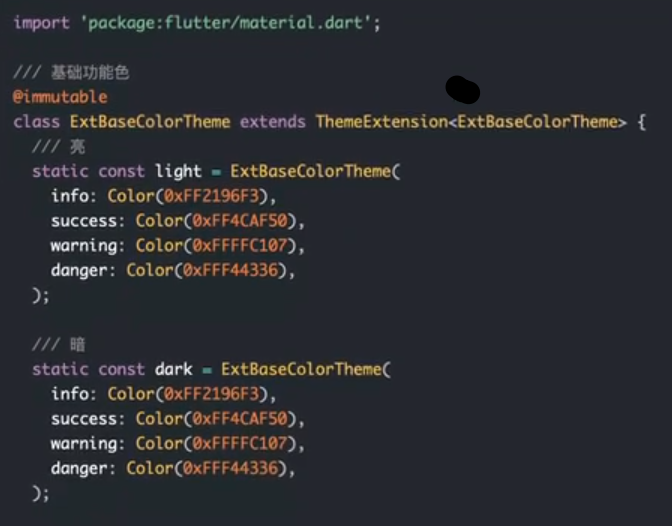 import 'package:flutter/material.dart';
/// 基础功能色
@immutable
class ExtBaseColorTheme extends ThemeExtension<ExtBaseColorTheme> {
/// 亮
static const light = ExtBaseColorTheme(
info: Color(0xFF2196F3),
success: Color(0xFF4CAF50),
warning: Color(0xFFFFC107),
danger: Color(0xFFF44336),
);
/// 暗
static const dark = ExtBaseColorTheme(
info: Color(0xFF2196F3),
success: Color(0xFF4CAF50),
warning: Color(0xFFFFC107),
danger: Color(0xFFF44336),
);